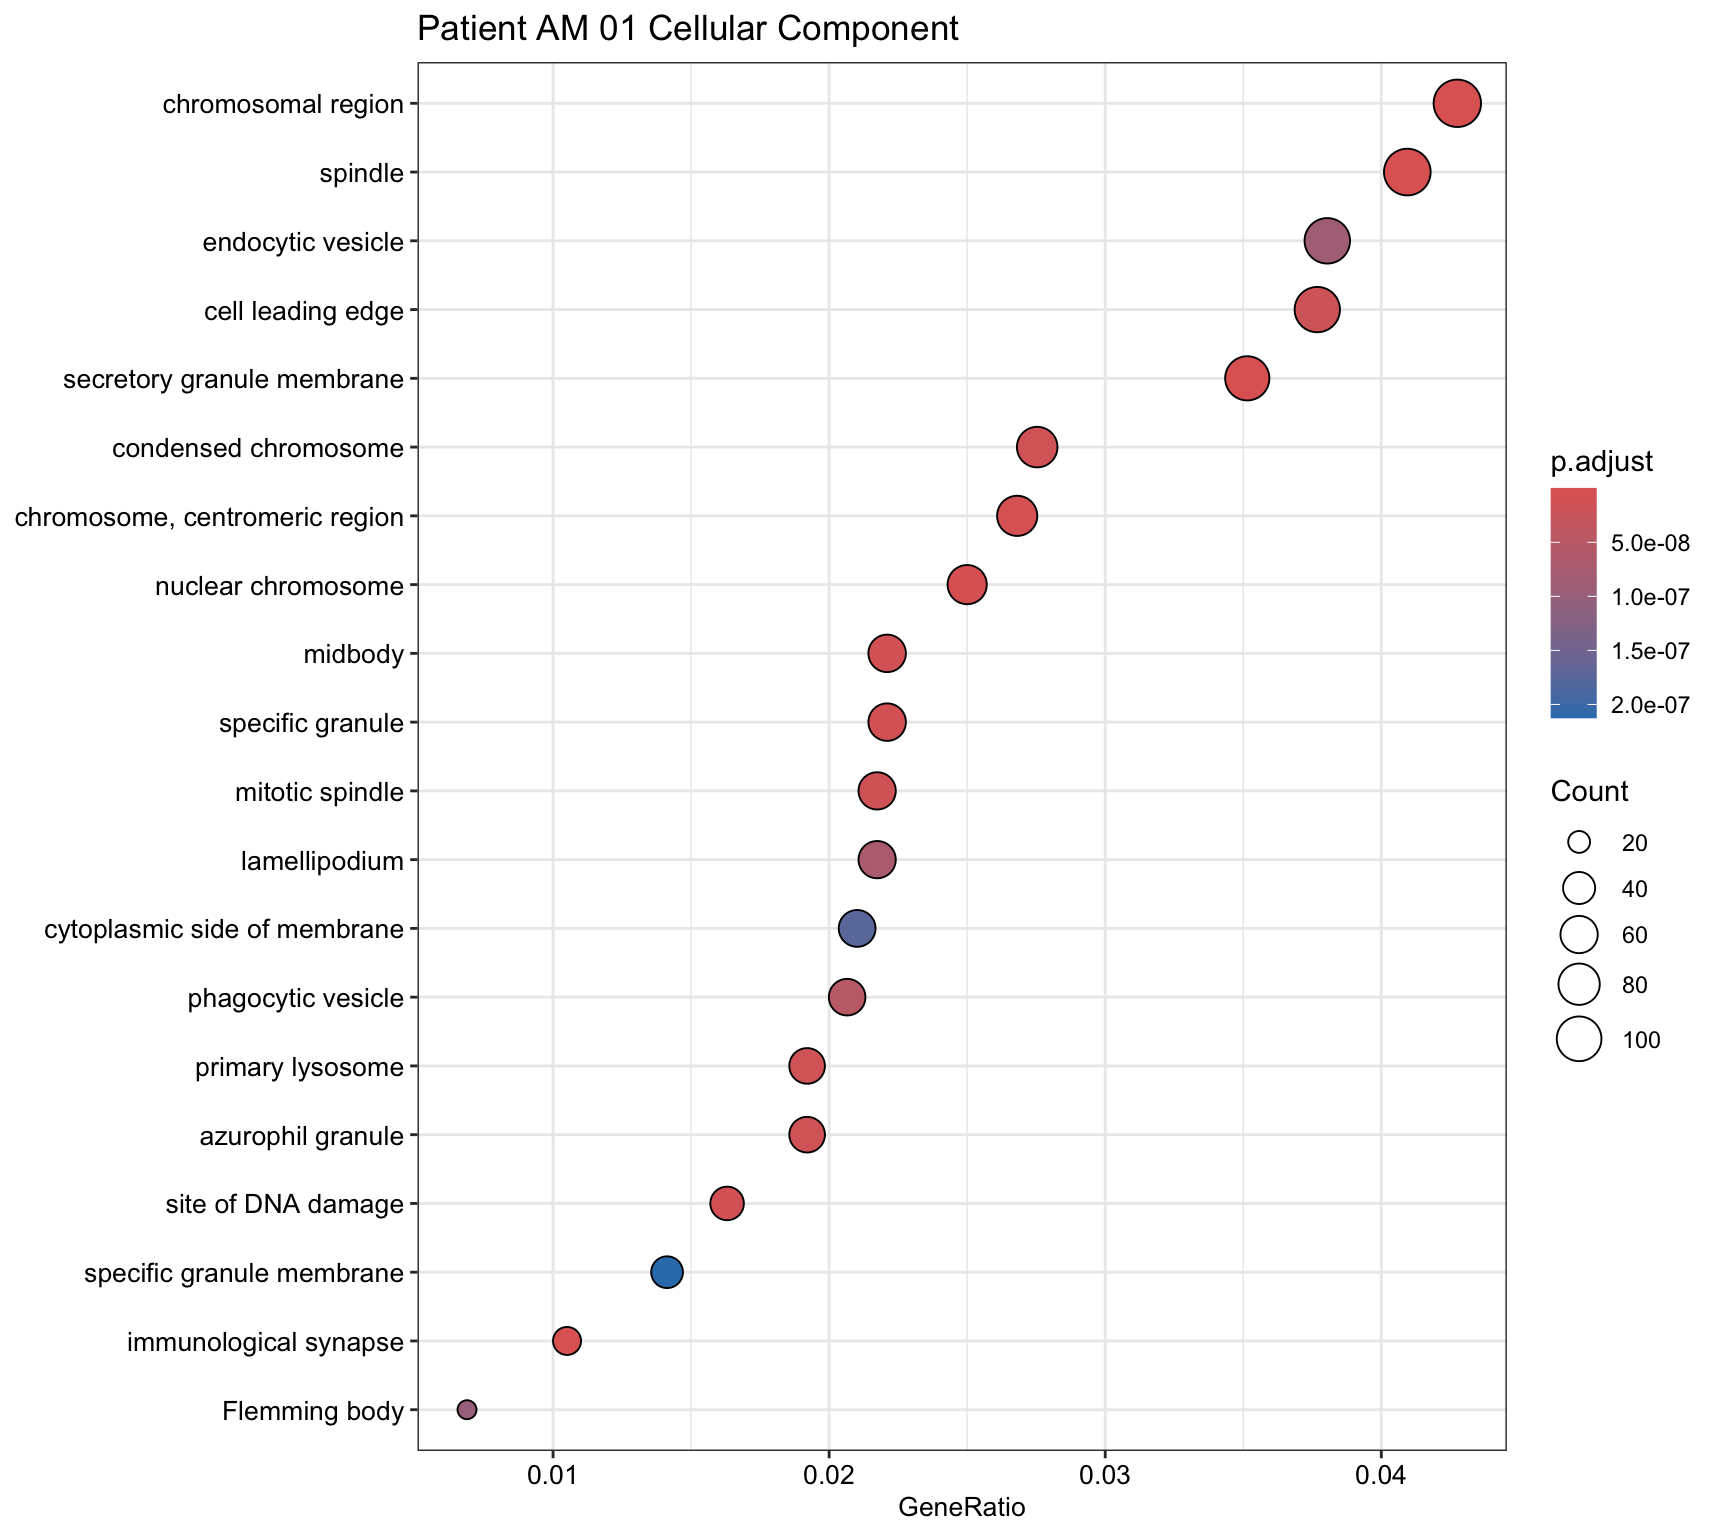 Patient AM 01 Cellular Component
chromosomal region
spindle
endocytic vesicle
cell leading edge
secretory granule membrane
condensed chromosome
chromosome, centromeric region
nuclear chromosome
midbody
specific granule
mitotic spindle
lamellipodium
cytoplasmic side of membrane
phagocytic vesicle
primary lysosome
azurophil granule
site of DNA damage
specific granule membrane
immunological synapse
Flemming body
0.01 0.02 0.03 0.04
GeneRatio
p.adjust
5.0e-08
1.0e-07
1.5e-07
2.0e-07
Count
20
40
60
80
100